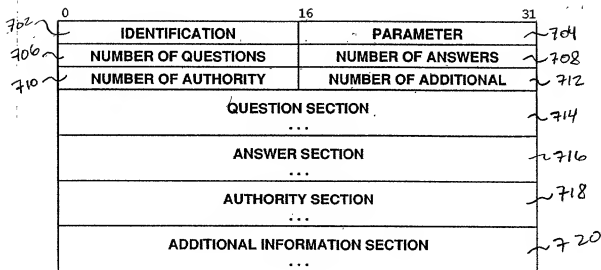 0 16 31
702 IDENTIFICATION PARAMETER 704
706 NUMBER OF QUESTIONS NUMBER OF ANSWERS 708
710 NUMBER OF AUTHORITY NUMBER OF ADDITIONAL 712
QUESTION SECTION 714
...
ANSWER SECTION 716
...
AUTHORITY SECTION 718
...
ADDITIONAL INFORMATION SECTION 720
...